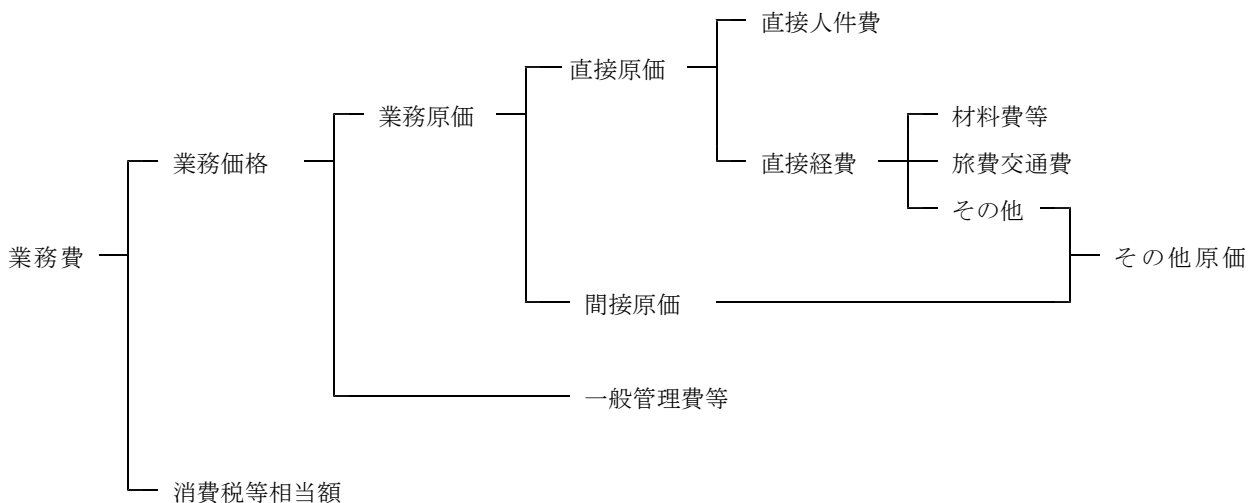 直接人件費
直接原価
業務原価
材料費等
業務価格
直接経費
旅費交通費
その他
業務費
その他原価
間接原価
一般管理費等
消費税等相当額